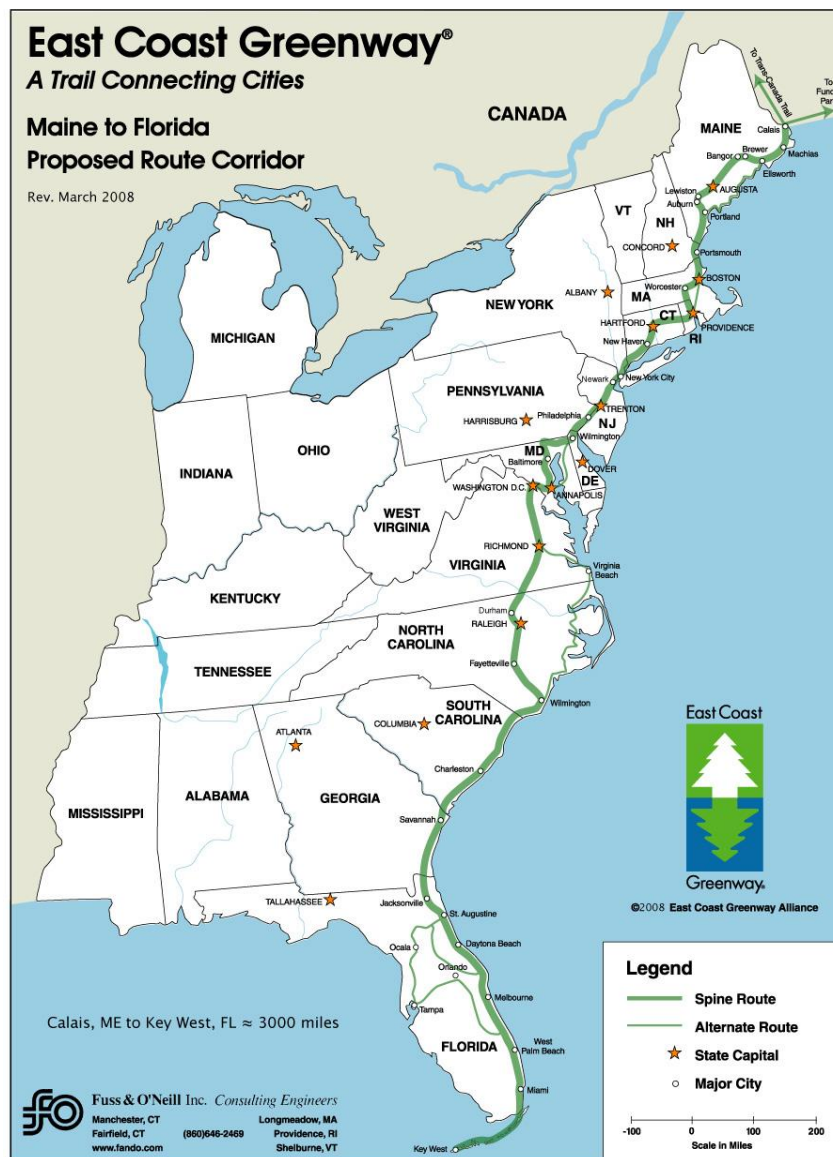 East Coast Greenway®
A Trail Connecting Cities
Maine to Florida
Proposed Route Corridor
Rev. March 2008
CANADA
To Trans-Canada Trail
To
Fund
Par
MAINE
Calais
Bangor
Brewer
Machias
Ellsworth
Lewiston
Auburn
AUGUSTA
Portland
VT
NH
CONCORD
Portsmouth
BOSTON
Worcester
MA
ALBANY
NEW YORK
HARTFORD
CT
PROVIDENCE
RI
New Haven
MICHIGAN
PENNSYLVANIA
Newark
New York City
TRENTON
HARRISBURG
Philadelphia
NJ
Wilmington
OHIO
INDIANA
MD
Baltimore
DOVER
DE
WASHINGTON D.C.
ANNAPOLIS
WEST
VIRGINIA
RICHMOND
VIRGINIA
Virginia
Beach
KENTUCKY
Durham
RALEIGH
NORTH
CAROLINA
TENNESSEE
Fayetteville
SOUTH
CAROLINA
Wilmington
COLUMBIA
ATLANTA
East Coast
Greenway®
Charleston
MISSISSIPPI
ALABAMA
GEORGIA
Savannah
TALLAHASSEE
Jacksonville
St. Augustine
©2008 East Coast Greenway Alliance
Ocala
Daytona Beach
Orlando
Melbourne
Tampa
FLORIDA
West
Palm Beach
Miami
Key West
Calais, ME to Key West, FL ≈ 3000 miles
Legend
Spine Route
Alternate Route
State Capital
Major City
-100 0 100 200
Scale in Miles
fo Fuss & O'Neill Inc. Consulting Engineers
Manchester, CT Longmeadow, MA
Fairfield, CT (860)646-2469 Providence, RI
www.fando.com Shelburne, VT